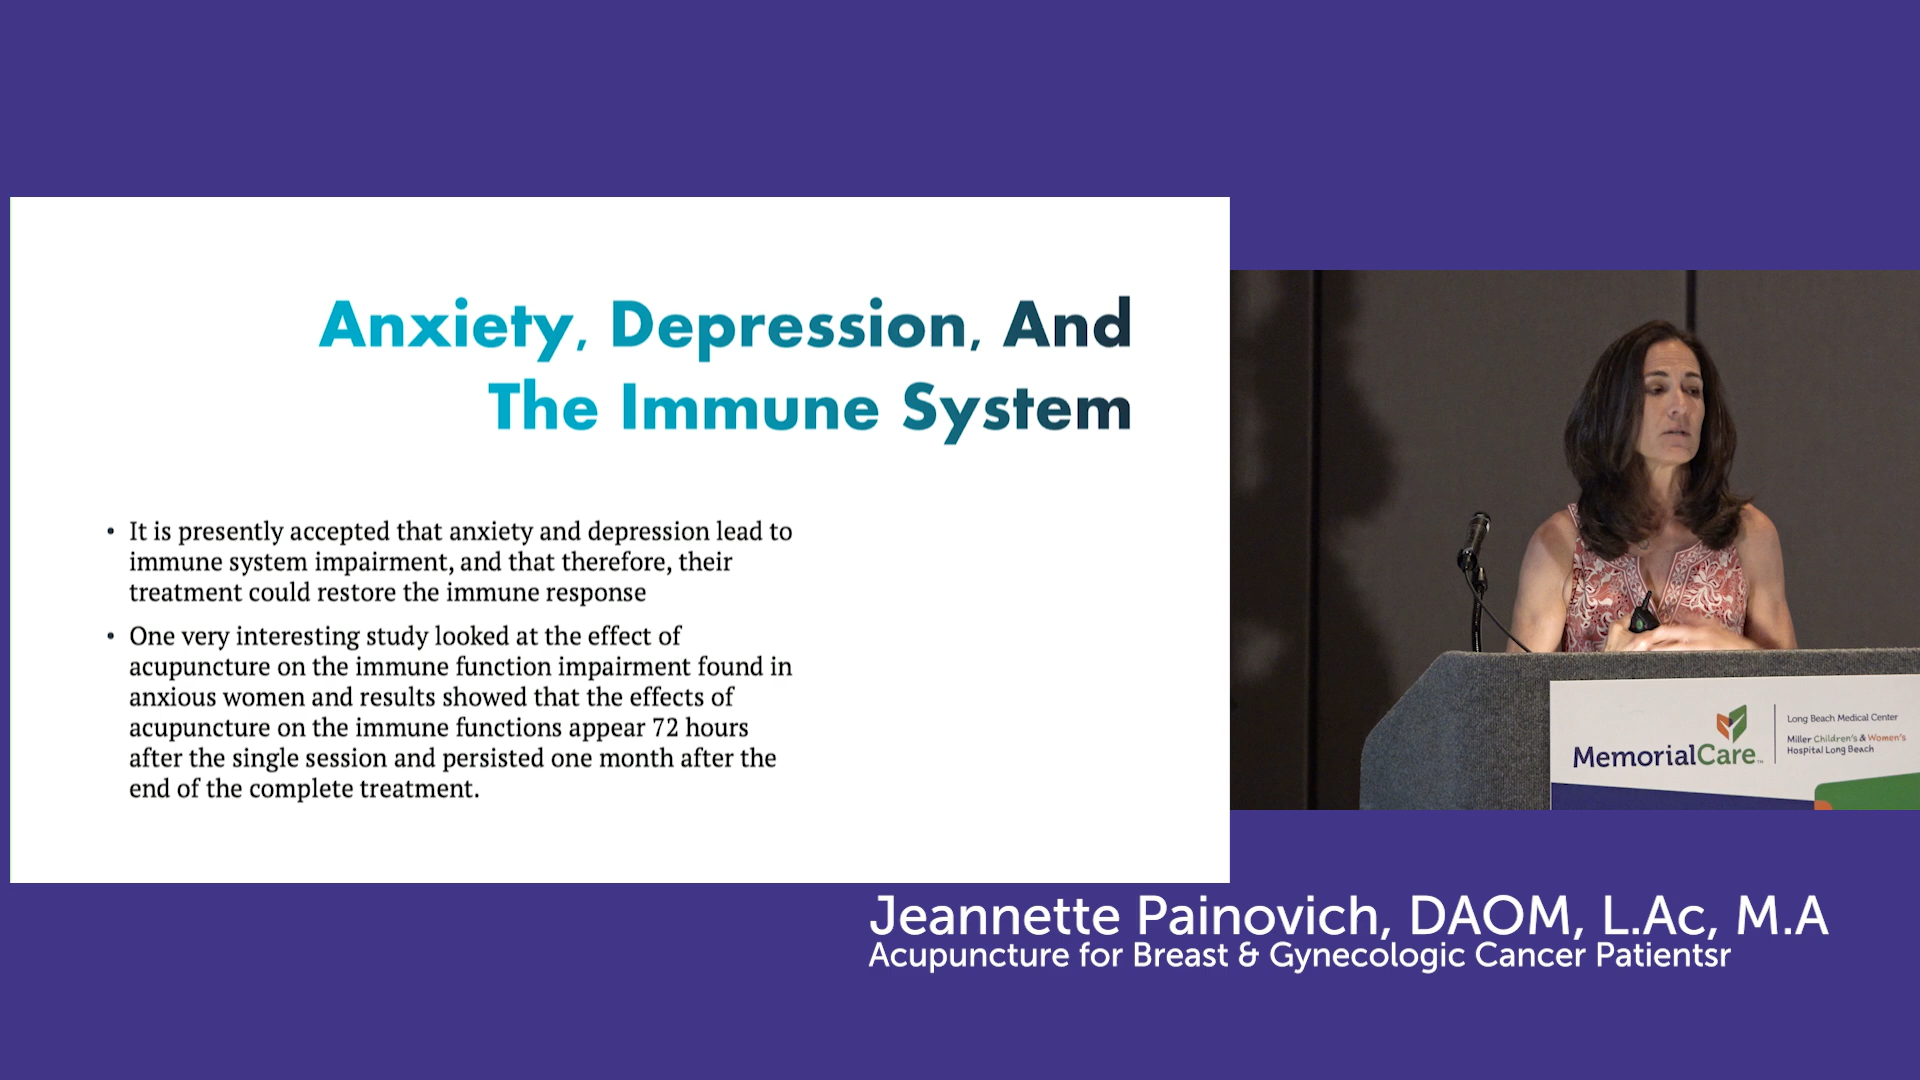 Anxiety, Depression, And
The Immune System
• It is presently accepted that anxiety and depression lead to
immune system impairment, and that therefore, their
treatment could restore the immune response
• One very interesting study looked at the effect of
acupuncture on the immune function impairment found in
anxious women and results showed that the effects of
acupuncture on the immune functions appear 72 hours
after the single session and persisted one month after the
end of the complete treatment.
MemorialCare™
Long Beach Medical Center
Miller Children's & Women's
Hospital Long Beach
Jeannette Painovich, DAOM, L.Ac, M.A
Acupuncture for Breast & Gynecologic Cancer Patientsr